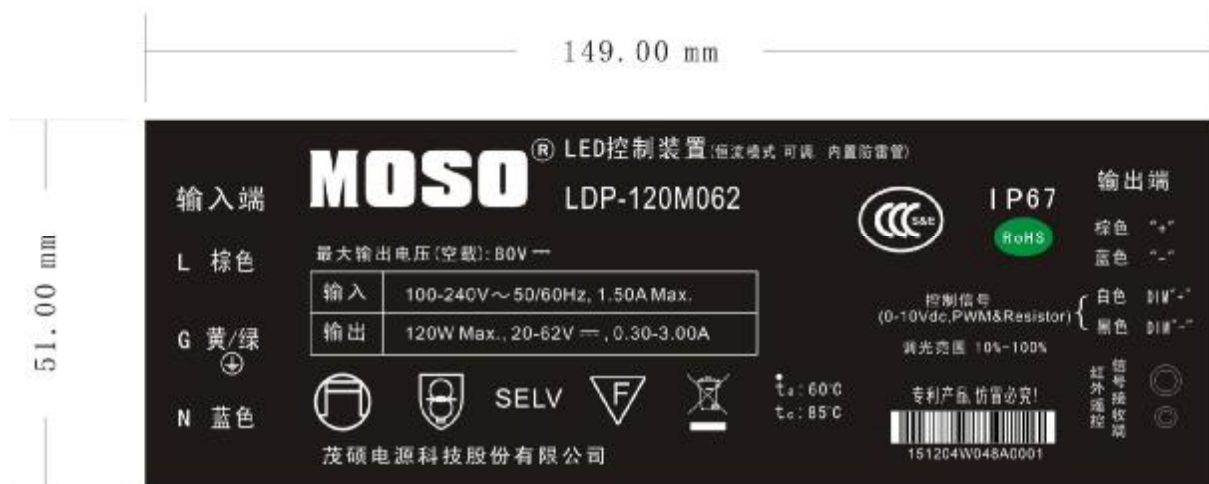 149.00 mm
51.00 mm
MOSO® LED控制装置(恒流模式 可调 内置防雷管)
LDP-120M062
输入端
L 棕色
G 黄/绿
N 蓝色
最大输出电压(空载): 80V
输入 100-240V～50/60Hz, 1.50A Max.
输出 120W Max., 20-62V ⎓, 0.30-3.00A
SELV
F
ta:60℃
tc:85℃
茂硕电源科技股份有限公司
CCC S&E
IP67
RoHS
输出端
棕色 "+"
蓝色 "-"
控制信号
(0-10Vdc,PWM&Resistor)
白色 DIM"+"
黑色 DIM"-"
调光范围 10%-100%
专利产品,仿冒必究!
151204W048A0001
信号接收端
红外遥控